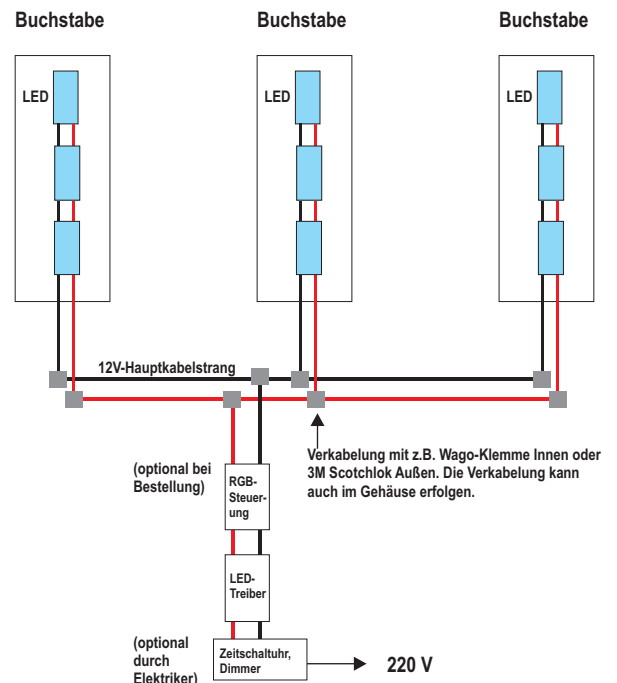 Buchstabe
Buchstabe
Buchstabe
LED
LED
LED
12V-Hauptkabelstrang
Verkabelung mit z.B. Wago-Klemme Innen oder
3M Scotchlok Außen. Die Verkabelung kann
auch im Gehäuse erfolgen.
(optional bei
Bestellung)
RGB-
Steuer-
ung
LED-
Treiber
(optional
durch
Elektriker)
Zeitschaltuhr,
Dimmer
220 V